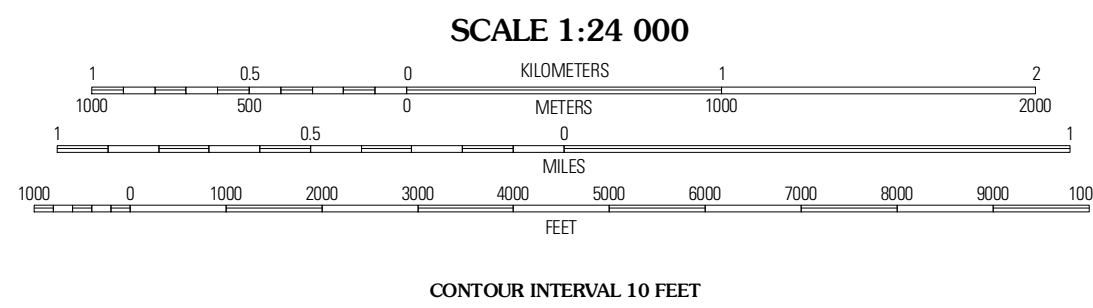 SCALE 1:24 000
1 0.5 0 KILOMETERS 1 2
1000 500 0 METERS 1000 2000
1 0.5 0 1
MILES
1000 0 1000 2000 3000 4000 5000 6000 7000 8000 9000 100
FEET
CONTOUR INTERVAL 10 FEET